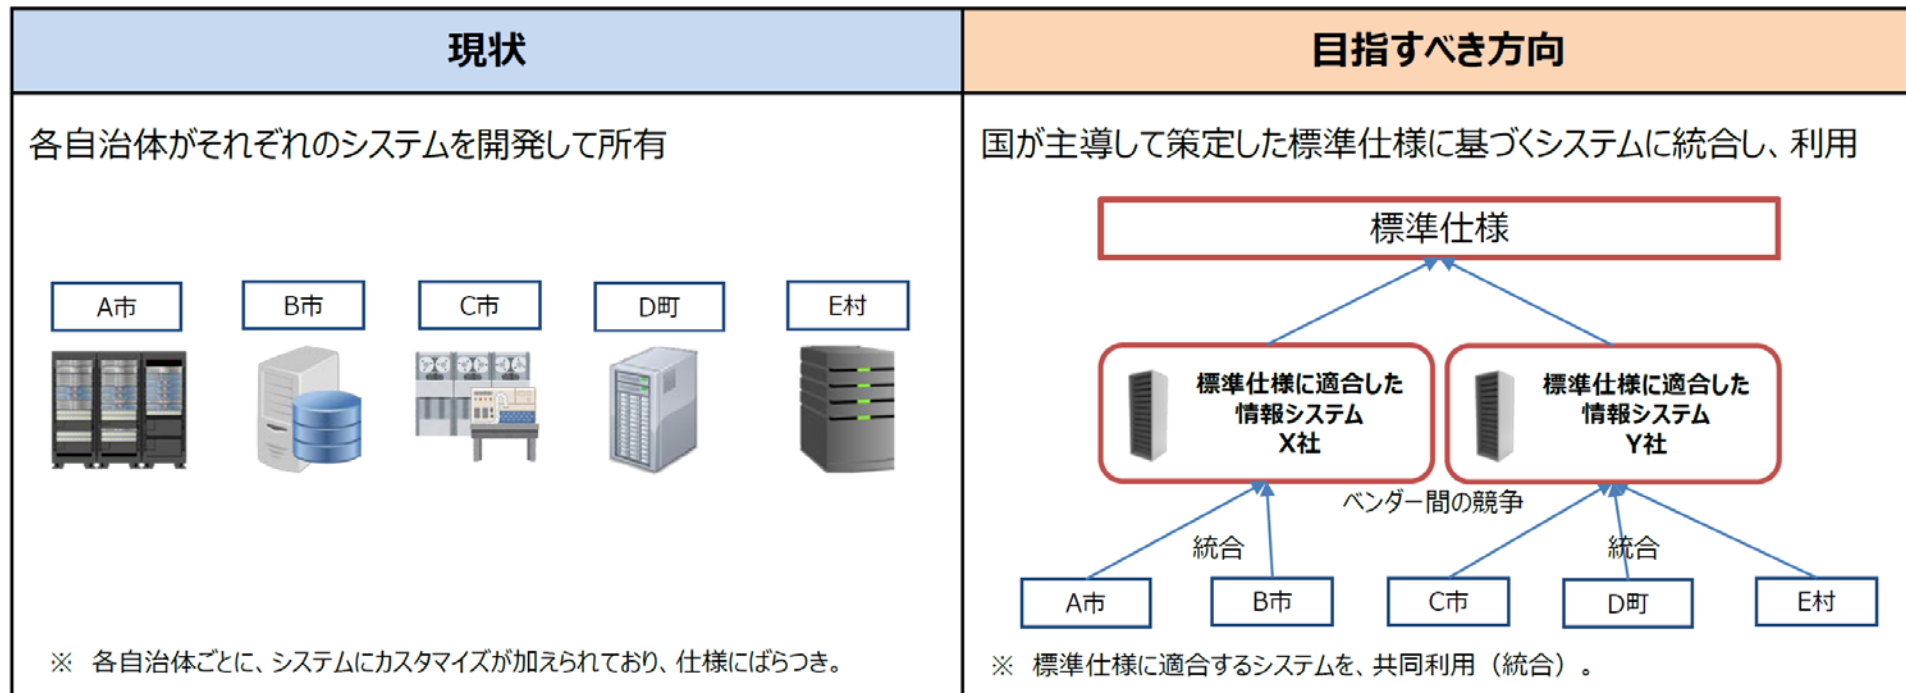 現状
各自治体がそれぞれのシステムを開発して所有
A市
B市
C市
D町
E村
※ 各自治体ごとに、システムにカスタマイズが加えられており、仕様にばらつき。
目指すべき方向
国が主導して策定した標準仕様に基づくシステムに統合し、利用
標準仕様
標準仕様に適合した
情報システム
X社
標準仕様に適合した
情報システム
Y社
ベンダー間の競争
統合
統合
A市
B市
C市
D町
E村
※ 標準仕様に適合するシステムを、共同利用（統合）。